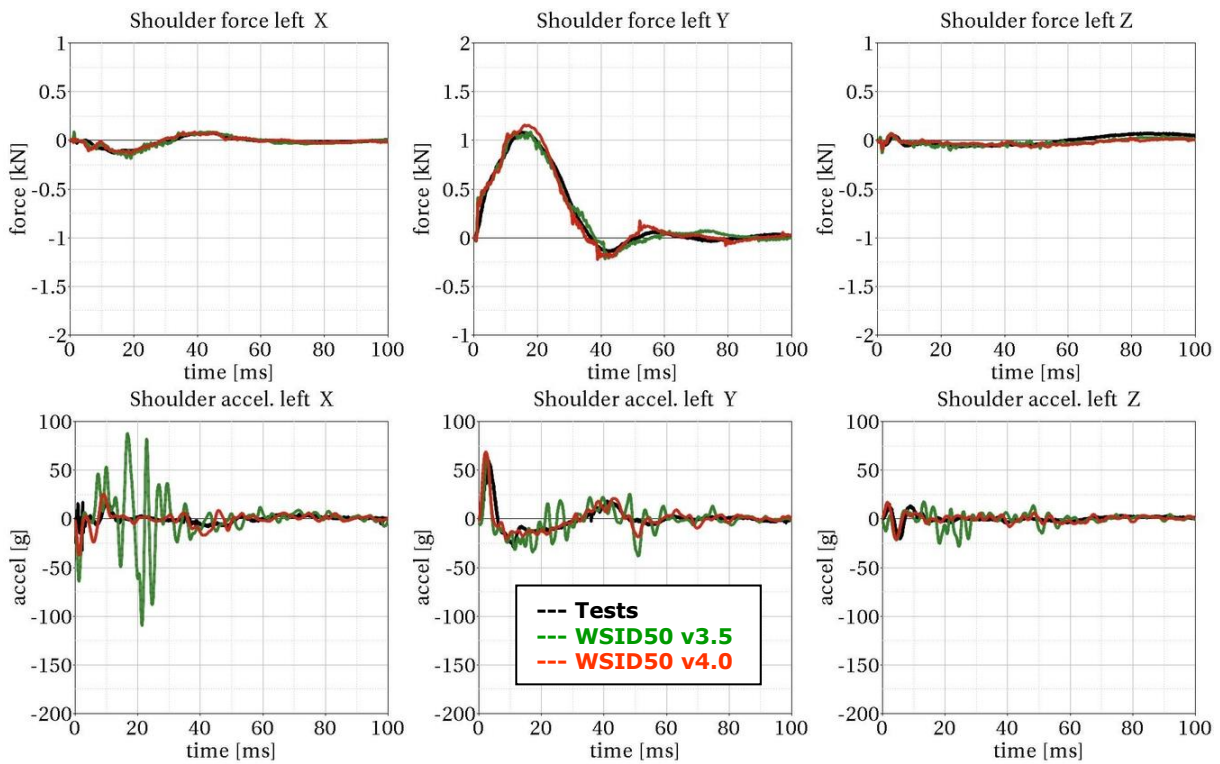 Shoulder force left X
Shoulder force left Y
Shoulder force left Z
force [kN]
1
0.5
0
-0.5
-1
-1.5
-2
0 20 40 60 80 100
time [ms]
force [kN]
2
1.5
1
0.5
0
-0.5
-1
0 20 40 60 80 100
time [ms]
force [kN]
1
0.5
0
-0.5
-1
-1.5
-2
0 20 40 60 80 100
time [ms]
Shoulder accel. left X
Shoulder accel. left Y
Shoulder accel. left Z
accel [g]
100
50
0
-50
-100
-150
-200
0 20 40 60 80 100
time [ms]
accel [g]
100
50
0
-50
-100
-150
-200
0 20 40 60 80 100
time [ms]
--- Tests
--- WSID50 v3.5
--- WSID50 v4.0
accel [g]
100
50
0
-50
-100
-150
-200
0 20 40 60 80 100
time [ms]